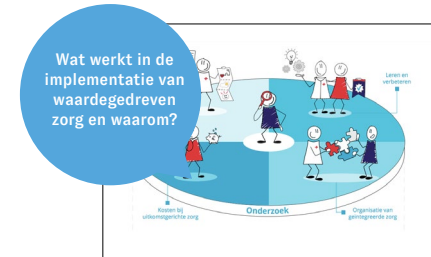 Wat werkt in de
implementatie van
waardegedreven
zorg en waarom?
Leren en
verbeteren
Kosten bij
uitkomstgerichte zorg
Onderzoek
Organisatie van
geïntegreerde zorg